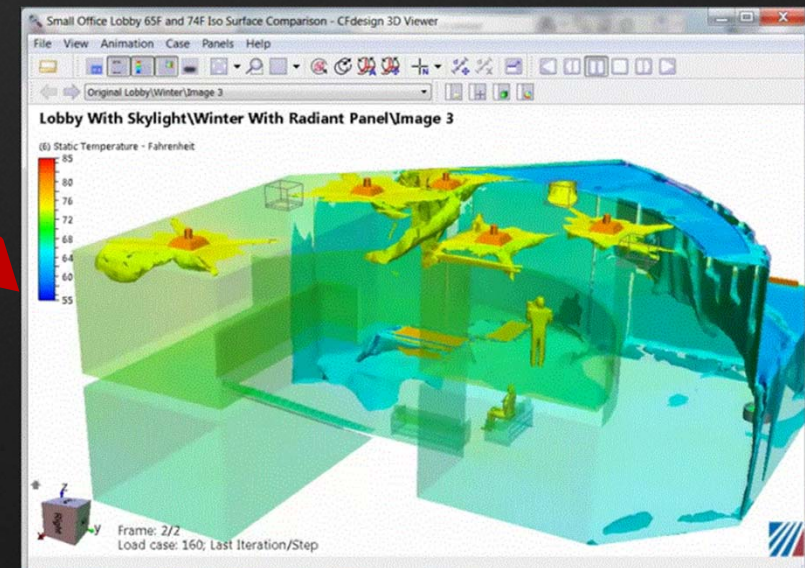 Small Office Lobby 65F and 74F Iso Surface Comparison - CFdesign 3D Viewer
File View Animation Case Panels Help
Original Lobby\Winter\Image 3
Lobby With Skylight\Winter With Radiant Panel\Image 3
(6) Static Temperature - Fahrenheit
85
80
76
72
68
64
60
55
Z
Y
X
Right
Frame: 2/2
Load case: 160; Last Iteration/Step